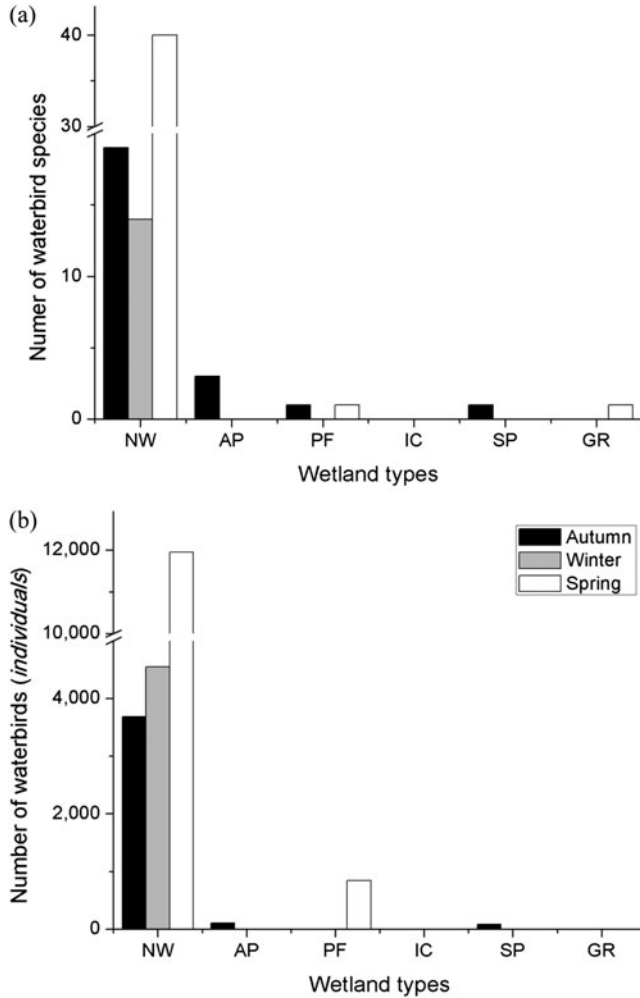 (a)
40
30
10
0
Numer of waterbird species
NW AP PF IC SP GR
Wetland types
(b)
12,000
10,000
4,000
2,000
0
Number of waterbirds (individuals)
Autumn
Winter
Spring
NW AP PF IC SP GR
Wetland types